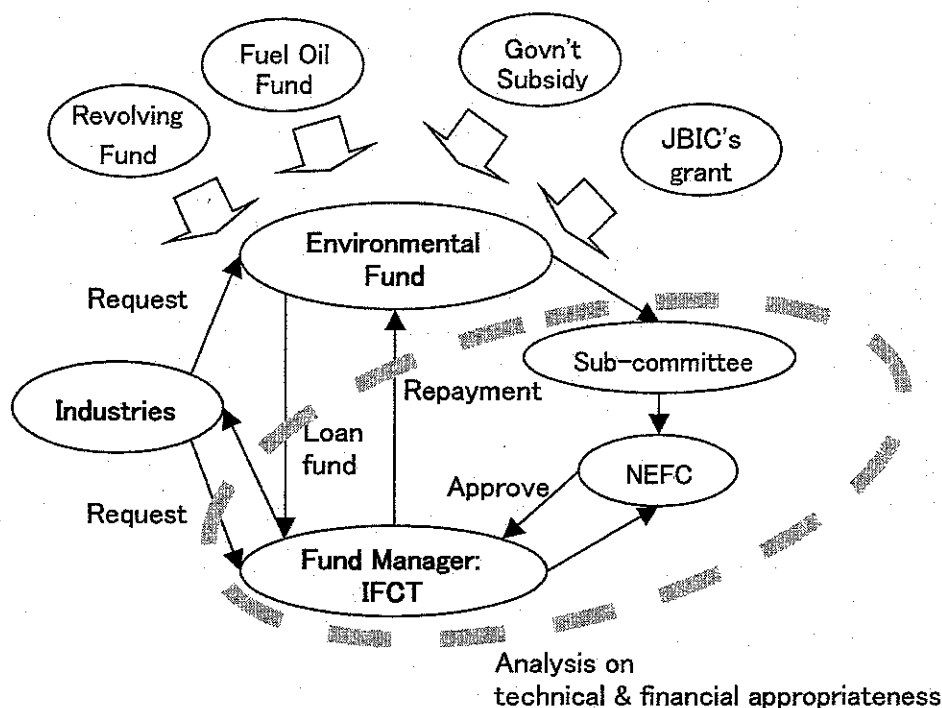 Fuel Oil
Fund
Govn't
Subsidy
Revolving
Fund
JBIC's
grant
Environmental
Fund
Request
Sub-committee
Industries
Repayment
Loan
fund
NEFC
Approve
Request
Fund Manager:
IFCT
Analysis on
technical & financial appropriateness